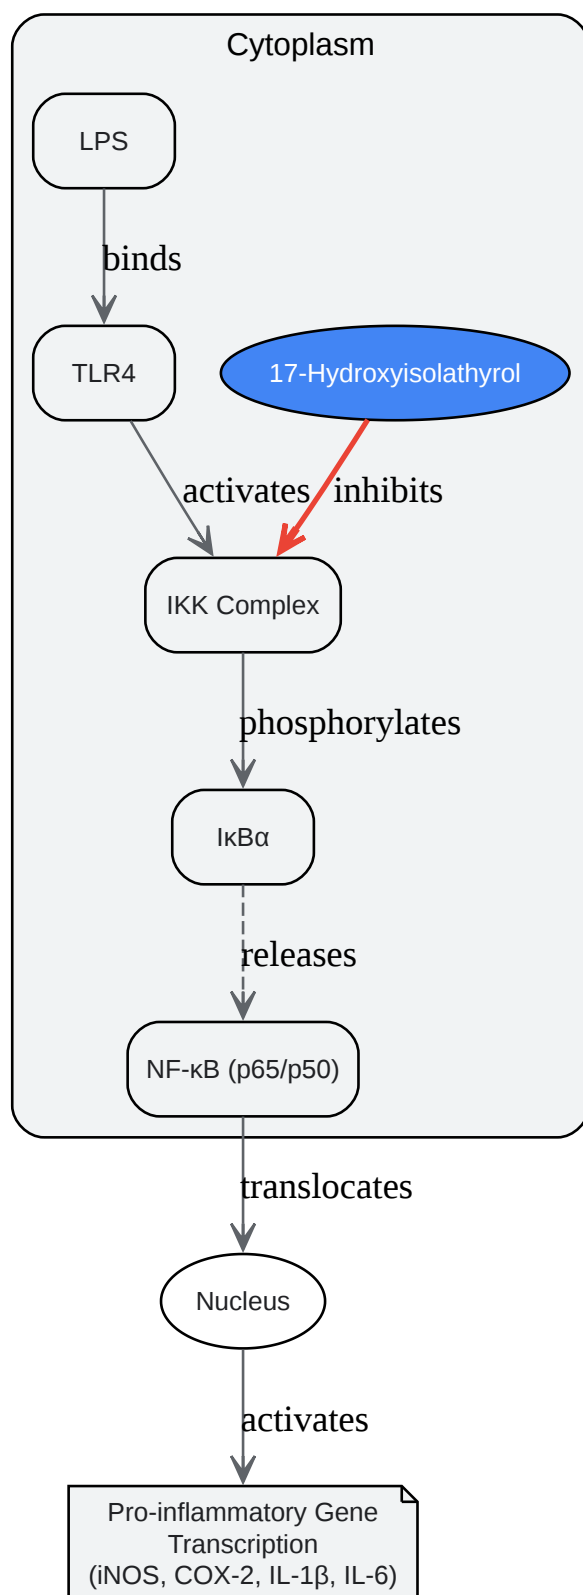 Cytoplasm
LPS
binds
TLR4
17-Hydroxyisolathyrol
activates
inhibits
IKK Complex
phosphorylates
IκBα
releases
NF-κB (p65/p50)
translocates
Nucleus
activates
Pro-inflammatory Gene
Transcription
(iNOS, COX-2, IL-1β, IL-6)